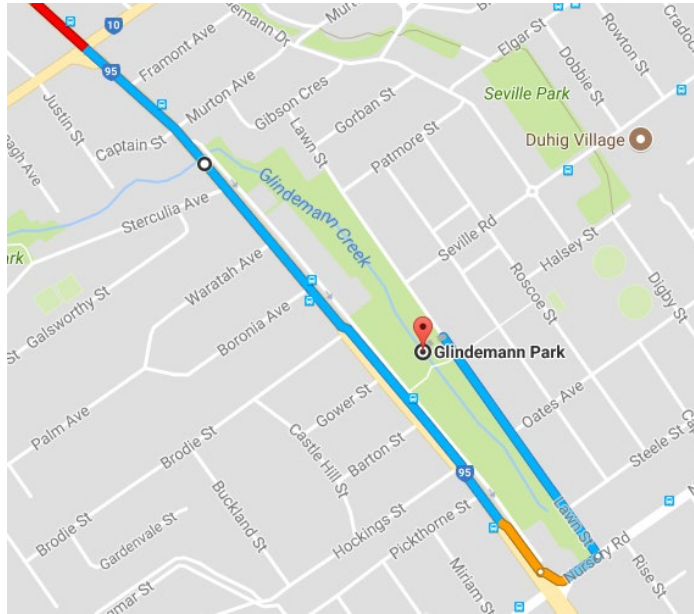 10
Elgar St
Framont Ave
95
Justin St
Murton Ave
Gibson Cres
Dobbie St
Rowton St
Seville Park
Captain St
Lawn St
Gorban St
Duhig Village
Patmore St
Sterculia Ave
Glindemann Creek
Seville Rd
Halsey St
Waratah Ave
Galsworthy St
Roscoe St
Digby St
Boronia Ave
Glindemann Park
Gower St
Palm Ave
Brodie St
Castle Hill St
Oates Ave
Barton St
Steele St
95
Buckland St
Hockings St
Brodie St
Gardenvale St
Pickthorne St
Lawn St
Nursery Rd
Miriam St
Rise St